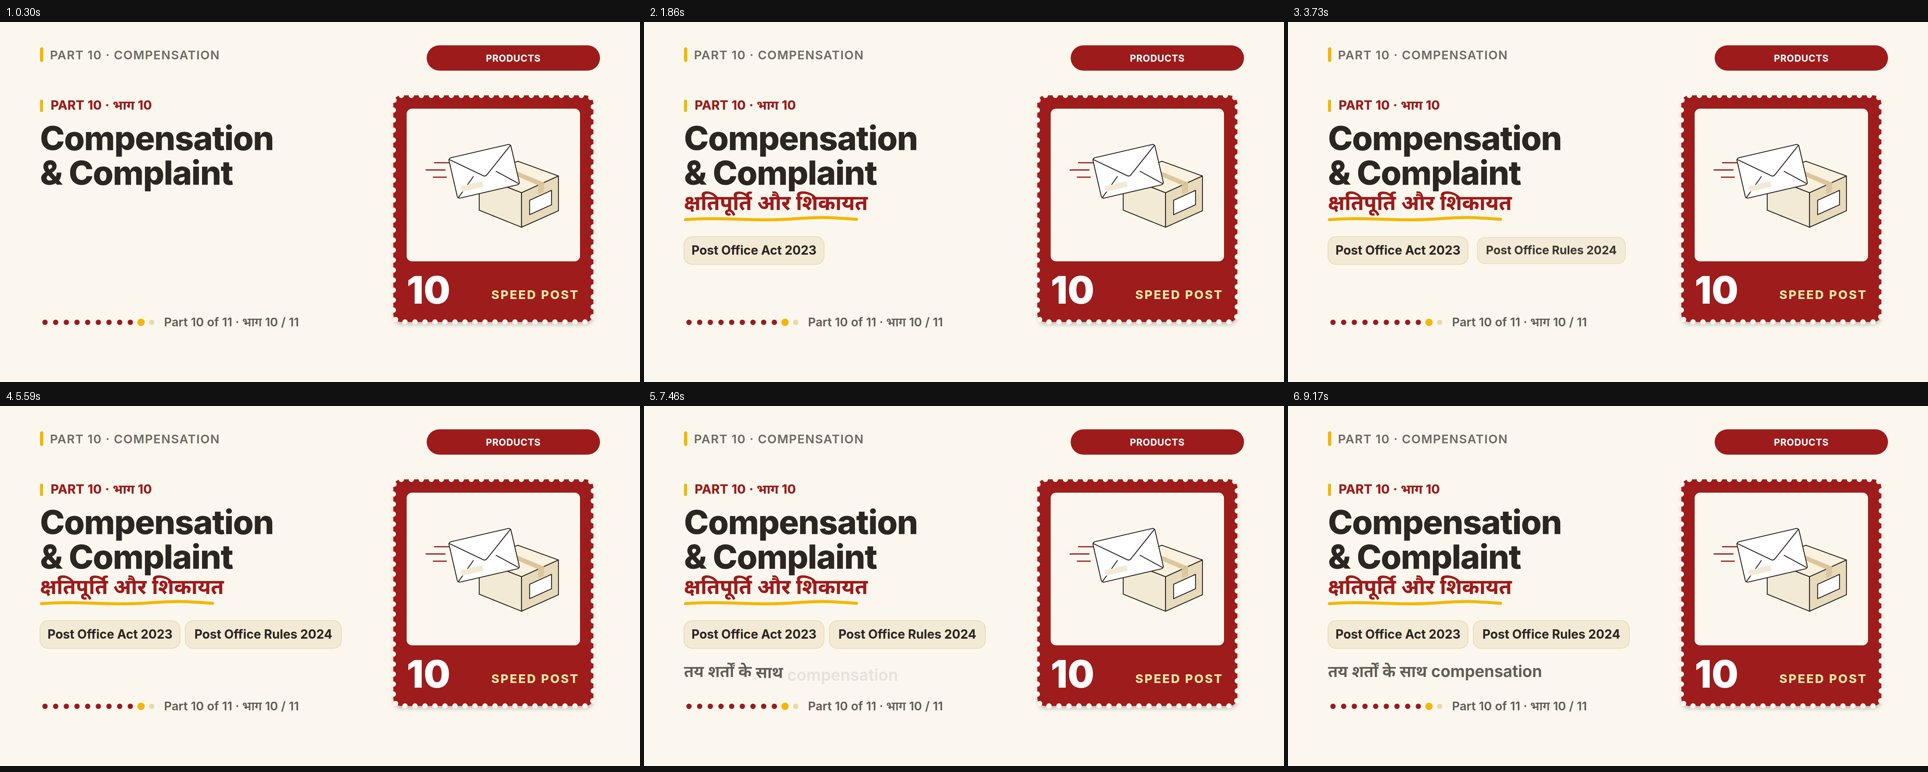 1. 0.30s
PART 10 · COMPENSATION
PRODUCTS
PART 10 · भाग 10
Compensation
& Complaint
10
SPEED POST
Part 10 of 11 · भाग 10 / 11
2. 1.86s
PART 10 · COMPENSATION
PRODUCTS
PART 10 · भाग 10
Compensation
& Complaint
क्षतिपूर्ति और शिकायत
Post Office Act 2023
10
SPEED POST
Part 10 of 11 · भाग 10 / 11
3. 3.73s
PART 10 · COMPENSATION
PRODUCTS
PART 10 · भाग 10
Compensation
& Complaint
क्षतिपूर्ति और शिकायत
Post Office Act 2023
Post Office Rules 2024
10
SPEED POST
Part 10 of 11 · भाग 10 / 11
4. 5.59s
PART 10 · COMPENSATION
PRODUCTS
PART 10 · भाग 10
Compensation
& Complaint
क्षतिपूर्ति और शिकायत
Post Office Act 2023
Post Office Rules 2024
10
SPEED POST
Part 10 of 11 · भाग 10 / 11
5. 7.46s
PART 10 · COMPENSATION
PRODUCTS
PART 10 · भाग 10
Compensation
& Complaint
क्षतिपूर्ति और शिकायत
Post Office Act 2023
Post Office Rules 2024
तय शर्तों के साथ compensation
10
SPEED POST
Part 10 of 11 · भाग 10 / 11
6. 9.17s
PART 10 · COMPENSATION
PRODUCTS
PART 10 · भाग 10
Compensation
& Complaint
क्षतिपूर्ति और शिकायत
Post Office Act 2023
Post Office Rules 2024
तय शर्तों के साथ compensation
10
SPEED POST
Part 10 of 11 · भाग 10 / 11